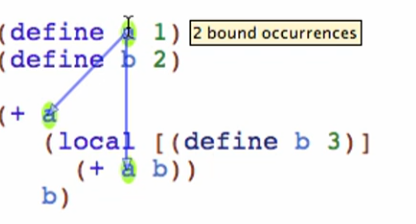 (define a 1) 2 bound occurrences
(define b 2)
(+ a
(local [(define b 3)]
(+ a b))
b)